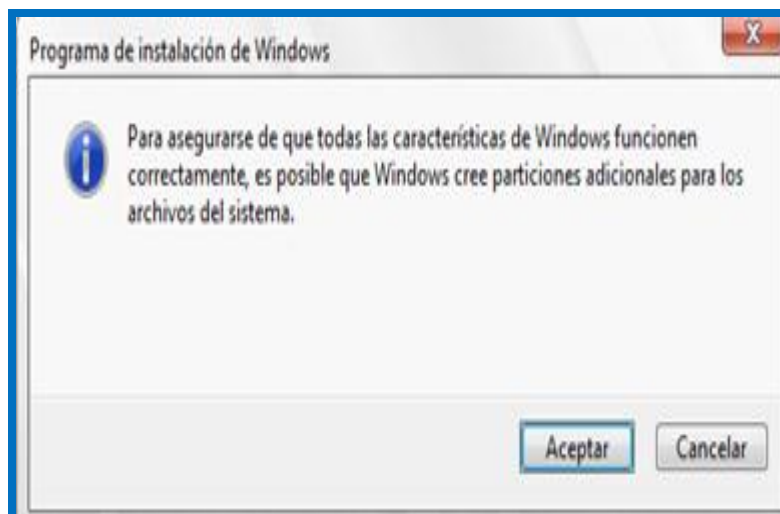 Programa de instalación de Windows
X
Para asegurarse de que todas las características de Windows funcionen
correctamente, es posible que Windows cree particiones adicionales para los
archivos del sistema.
Aceptar
Cancelar